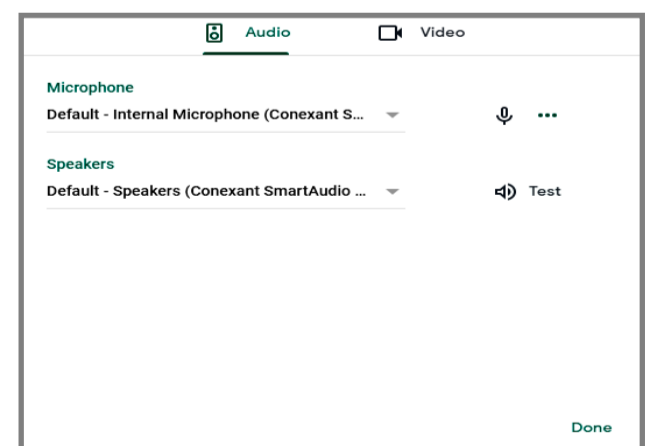 Audio Video
Microphone
Default - Internal Microphone (Conexant S...
Speakers
Default - Speakers (Conexant SmartAudio ...
Test
Done